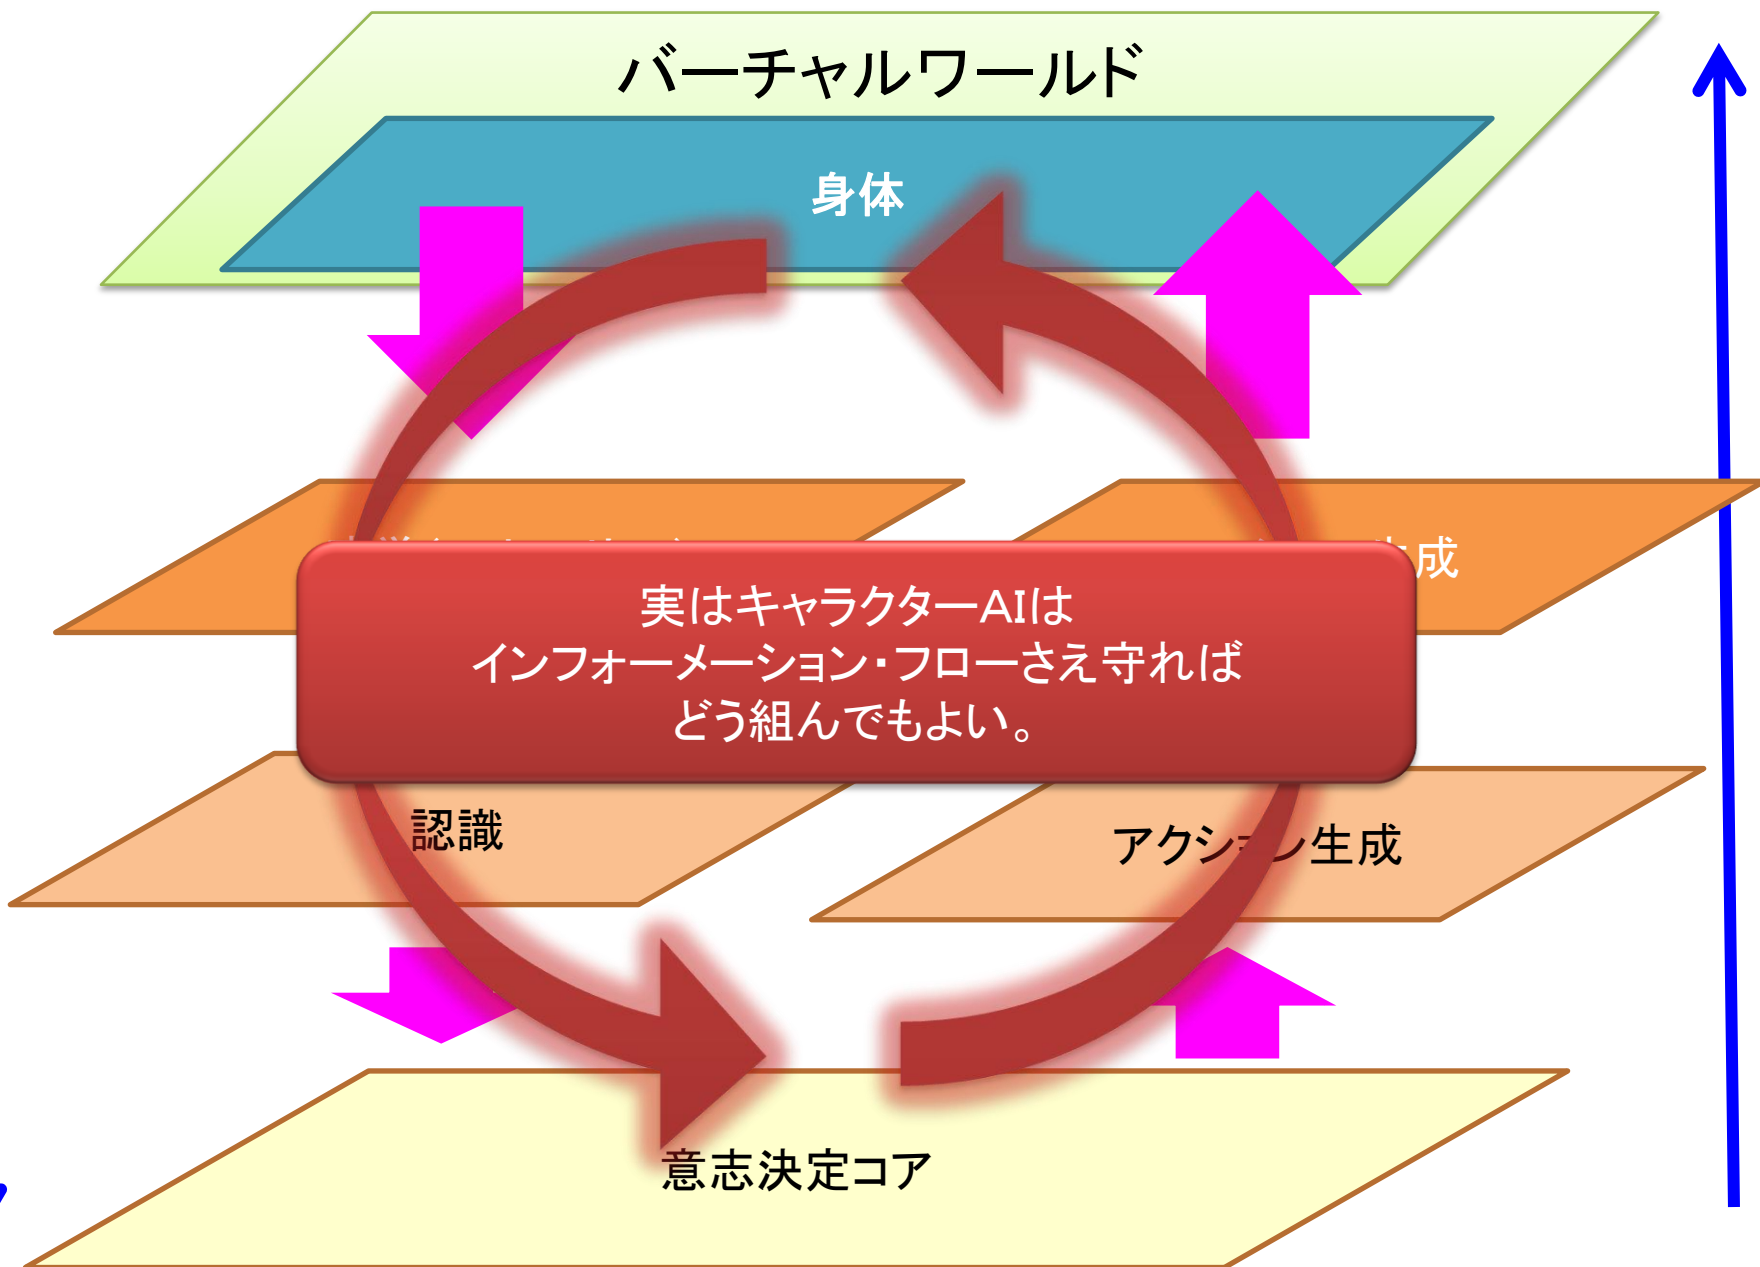 バーチャルワールド
身体
生成
実はキャラクターAIは
インフォーメーション・フローさえ守れば
どう組んでもよい。
認識
アクション生成
意志決定コア